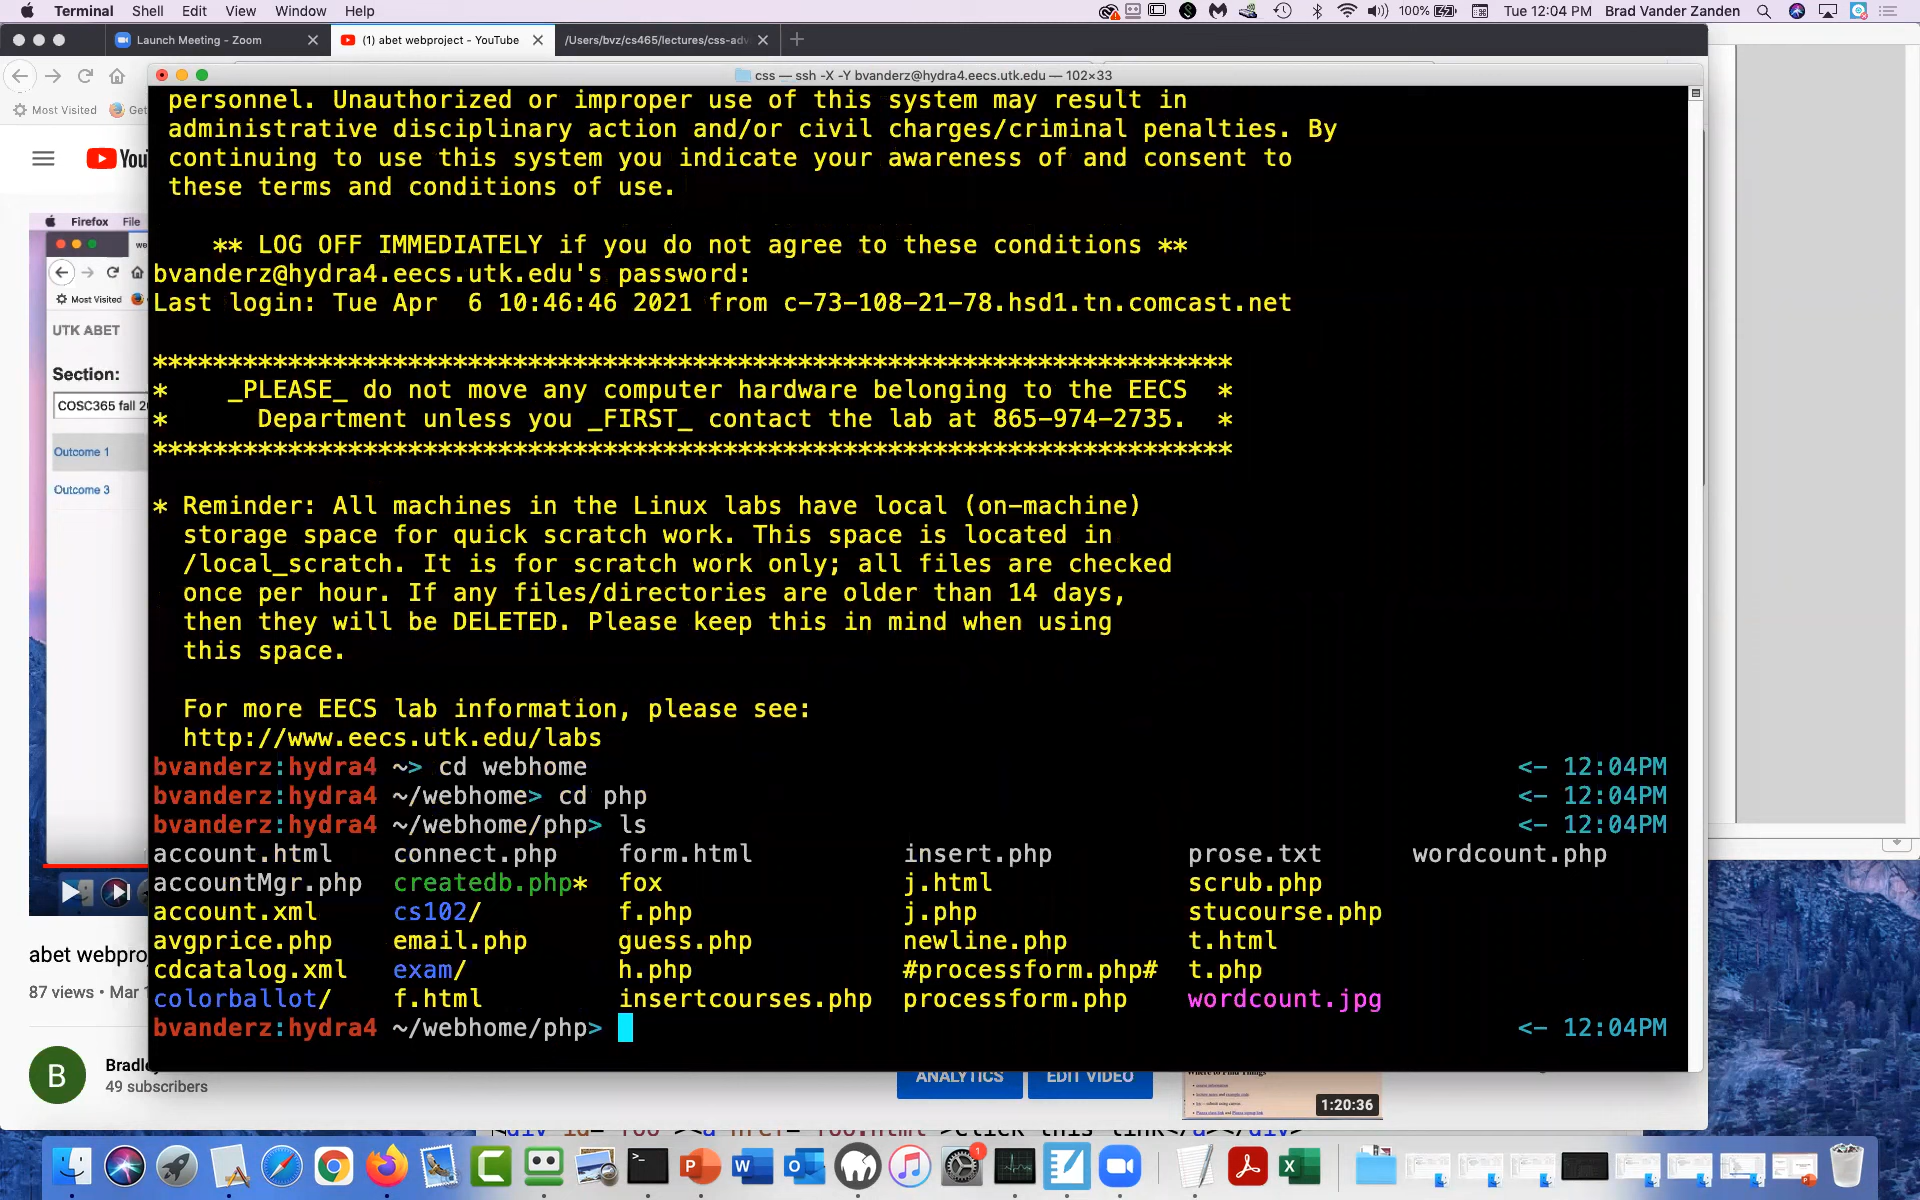 Terminal Shell Edit View Window Help 100% Tue 12:04 PM Brad Vander Zanden
Launch Meeting - Zoom (1) abet webproject - YouTube /Users/bvz/cs465/lectures/css-adv
css — ssh -X -Y bvanderz@hydra4.eecs.utk.edu — 102×33
Most Visited
personnel. Unauthorized or improper use of this system may result in
administrative disciplinary action and/or civil charges/criminal penalties. By
continuing to use this system you indicate your awareness of and consent to
these terms and conditions of use.
** LOG OFF IMMEDIATELY if you do not agree to these conditions **
bvanderz@hydra4.eecs.utk.edu's password:
Last login: Tue Apr  6 10:46:46 2021 from c-73-108-21-78.hsd1.tn.comcast.net
************************************************************************
*    _PLEASE_ do not move any computer hardware belonging to the EECS  *
*      Department unless you _FIRST_ contact the lab at 865-974-2735.  *
************************************************************************
* Reminder: All machines in the Linux labs have local (on-machine)
storage space for quick scratch work. This space is located in
/local_scratch. It is for scratch work only; all files are checked
once per hour. If any files/directories are older than 14 days,
then they will be DELETED. Please keep this in mind when using
this space.
For more EECS lab information, please see:
http://www.eecs.utk.edu/labs
bvanderz:hydra4 ~> cd webhome <- 12:04PM
bvanderz:hydra4 ~/webhome> cd php <- 12:04PM
bvanderz:hydra4 ~/webhome/php> ls <- 12:04PM
account.html connect.php form.html insert.php prose.txt wordcount.php
accountMgr.php createdb.php* fox j.html scrub.php
account.xml cs102/ f.php j.php stucourse.php
avgprice.php email.php guess.php newline.php t.html
cdcatalog.xml exam/ h.php #processform.php# t.php
colorballot/ f.html insertcourses.php processform.php wordcount.jpg
bvanderz:hydra4 ~/webhome/php> <- 12:04PM
Firefox File
Most Visited
UTK ABET
Section:
COSC365 fall 20
Outcome 1
Outcome 3
abet webpro
87 views • Mar 1
B
Bradle
49 subscribers
ANALYTICS EDIT VIDEO
1:20:36